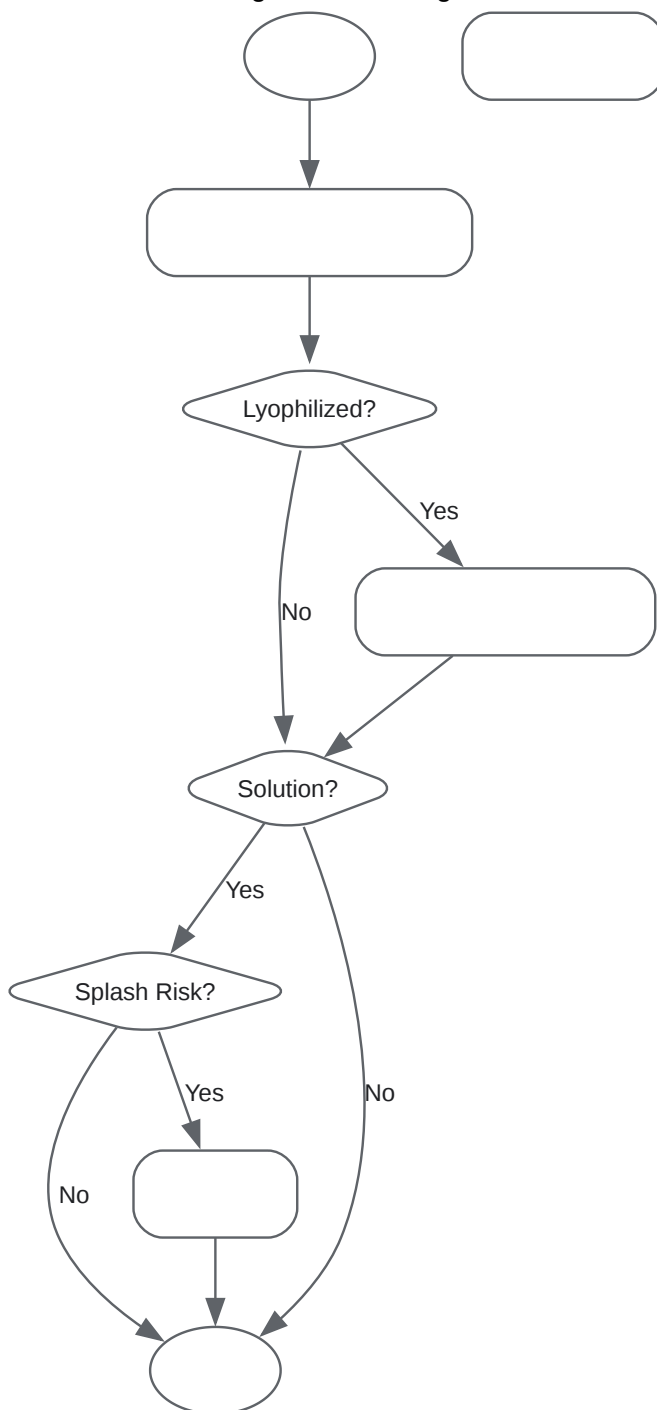 Lyophilized?
Yes
No
Solution?
Yes
Splash Risk?
Yes
No
No